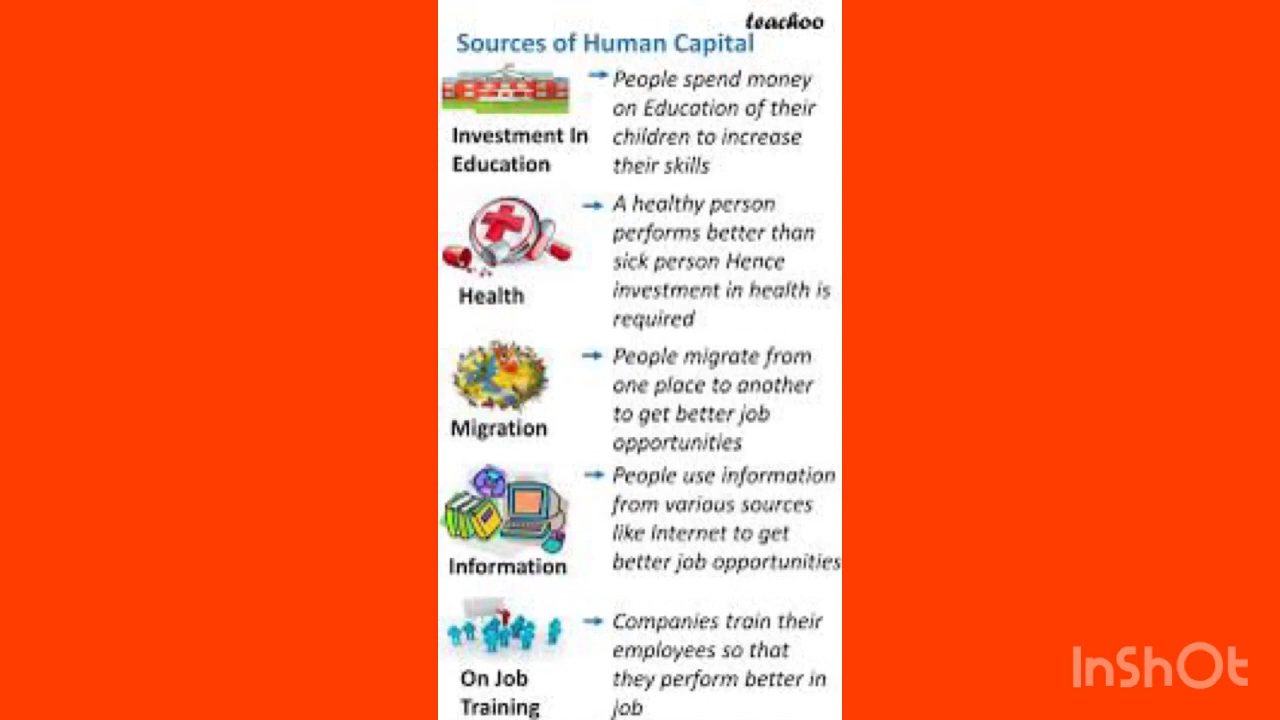 teachoo
Sources of Human Capital
Investment In
Education
People spend money
on Education of their
children to increase
their skills
Health
A healthy person
performs better than
sick person Hence
investment in health is
required
Migration
People migrate from
one place to another
to get better job
opportunities
Information
People use information
from various sources
like Internet to get
better job opportunities
On Job
Training
Companies train their
employees so that
they perform better in
job
InShOt